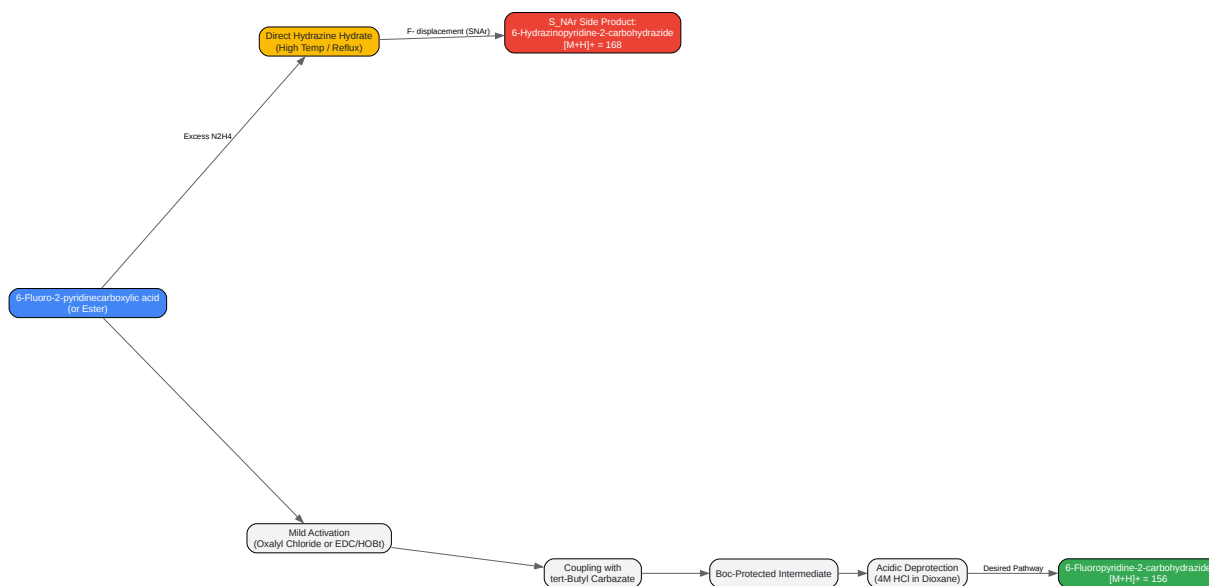 S_NAr Side Product:
6-Hydrazinopyridine-2-carbohydrazide
[M+H]+ = 168
Direct Hydrazine Hydrate
(High Temp / Reflux)
F- displacement (SNAr)
Excess N2H4
6-Fluoro-2-pyridinecarboxylic acid
(or Ester)
Mild Activation
(Oxalyl Chloride or EDC/HOBt)
Coupling with
tert-Butyl Carbazate
Boc-Protected Intermediate
Acidic Deprotection
(4M HCl in Dioxane)
Desired Pathway
6-Fluoropyridine-2-carbohydrazide
[M+H]+ = 156